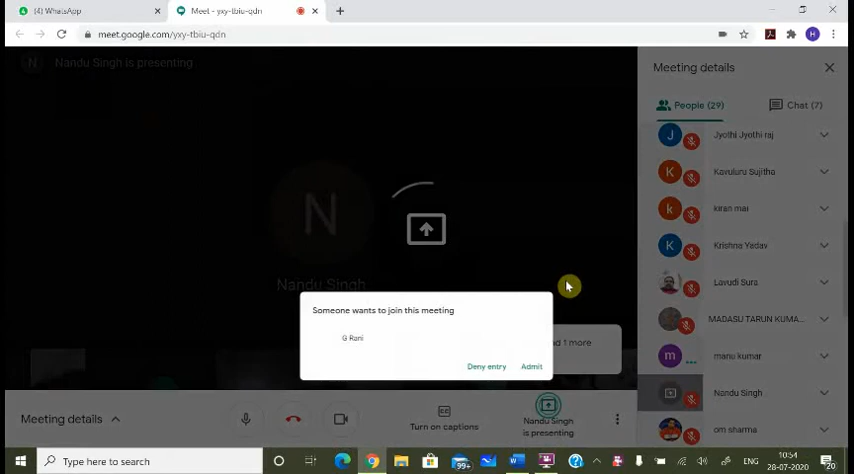 (4) WhatsApp
Meet - yxy-tbiu-qdn
meet.google.com/yxy-tbiu-qdn
H
N
Nandu Singh is presenting
Meeting details
People (29)
Chat (7)
J
Jyothi Jyothi raj
K
Kavuluru Sujitha
k
kiran mai
K
Krishna Yadav
Lavudi Sura
MADASU TARUN KUMA...
m
manu kumar
Nandu Singh
om sharma
N
Nandu Singh
Someone wants to join this meeting
G Rani
Deny entry
Admit
1 more
Meeting details
Turn on captions
Nandu Singh
is presenting
Type here to search
99+
ENG
10:54
28-07-2020
20